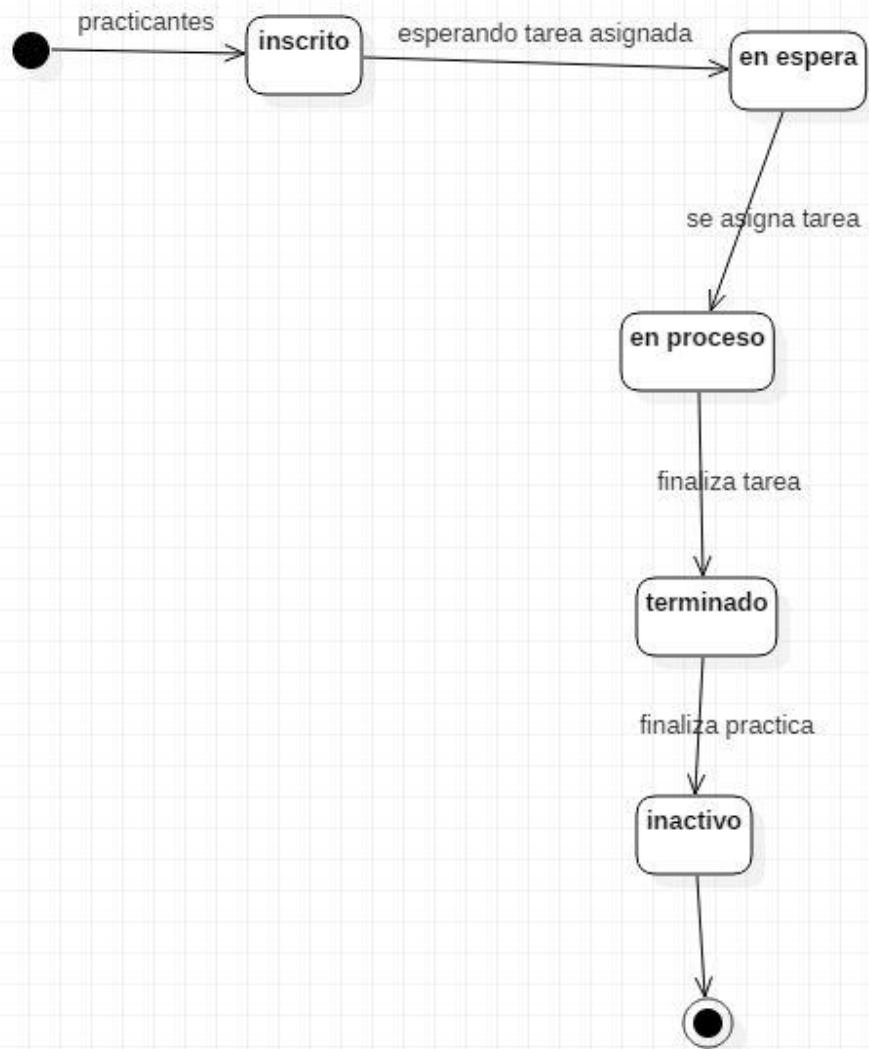 practicantes
inscrito
esperando tarea asignada
en espera
se asigna tarea
en proceso
finaliza tarea
terminado
finaliza practica
inactivo